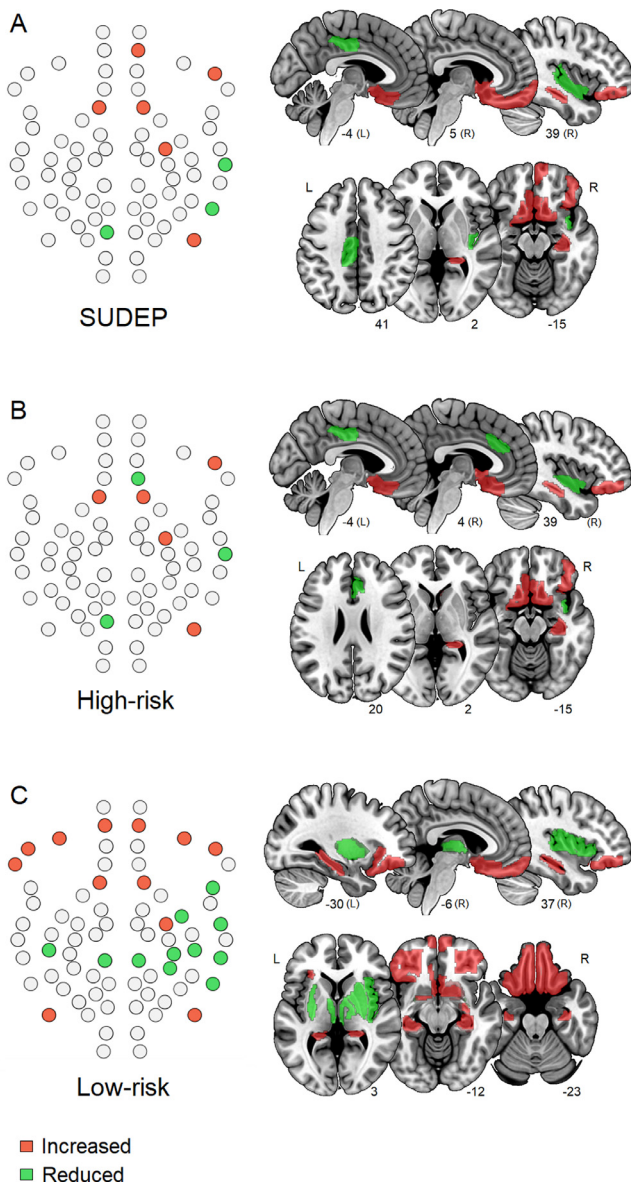 A
-4 (L) 5 (R) 39 (R)
L R
SUDEP
41 2 -15
B
-4 (L) 4 (R) 39 (R)
L R
High-risk
20 2 -15
C
-30 (L) -6 (R) 37 (R)
L R
Low-risk
3 -12 -23
Increased
Reduced